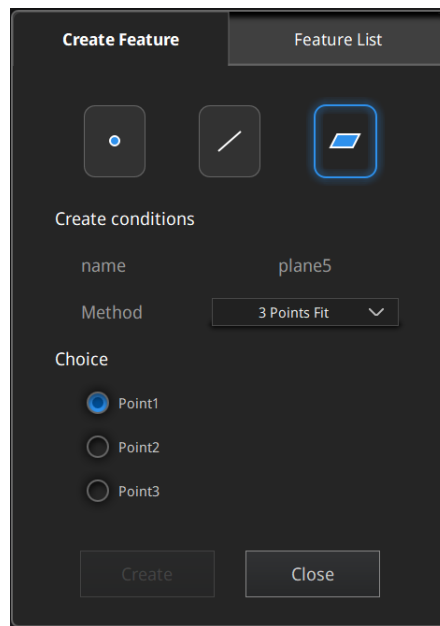 Create Feature Feature List
Create conditions
name plane5
Method 3 Points Fit
Choice
Point1
Point2
Point3
Create Close